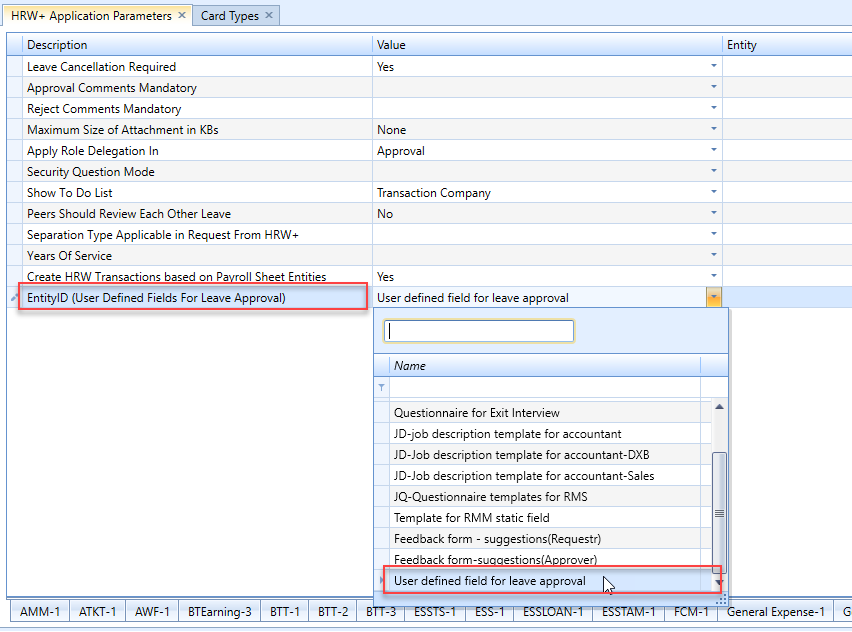 HRW+ Application Parameters × Card Types ×
Description Value Entity
Leave Cancellation Required Yes
Approval Comments Mandatory
Reject Comments Mandatory
Maximum Size of Attachment in KBs None
Apply Role Delegation In Approval
Security Question Mode
Show To Do List Transaction Company
Peers Should Review Each Other Leave No
Separation Type Applicable in Request From HRW+
Years Of Service
Create HRW Transactions based on Payroll Sheet Entities Yes
EntityID (User Defined Fields For Leave Approval) User defined field for leave approval
Name
Questionnaire for Exit Interview
JD-job description template for accountant
JD-Job description template for accountant-DXB
JD-Job description template for accountant-Sales
JQ-Questionnaire templates for RMS
Template for RMM static field
Feedback form - suggestions(Requestr)
Feedback form-suggestions(Approver)
User defined field for leave approval
AMM-1 ATKT-1 AWF-1 BTEarning-3 BTT-1 BTT-2 BTT-3 ESSTS-1 ESS-1 ESSLOAN-1 ESSTAM-1 FCM-1 General Expense-1 G